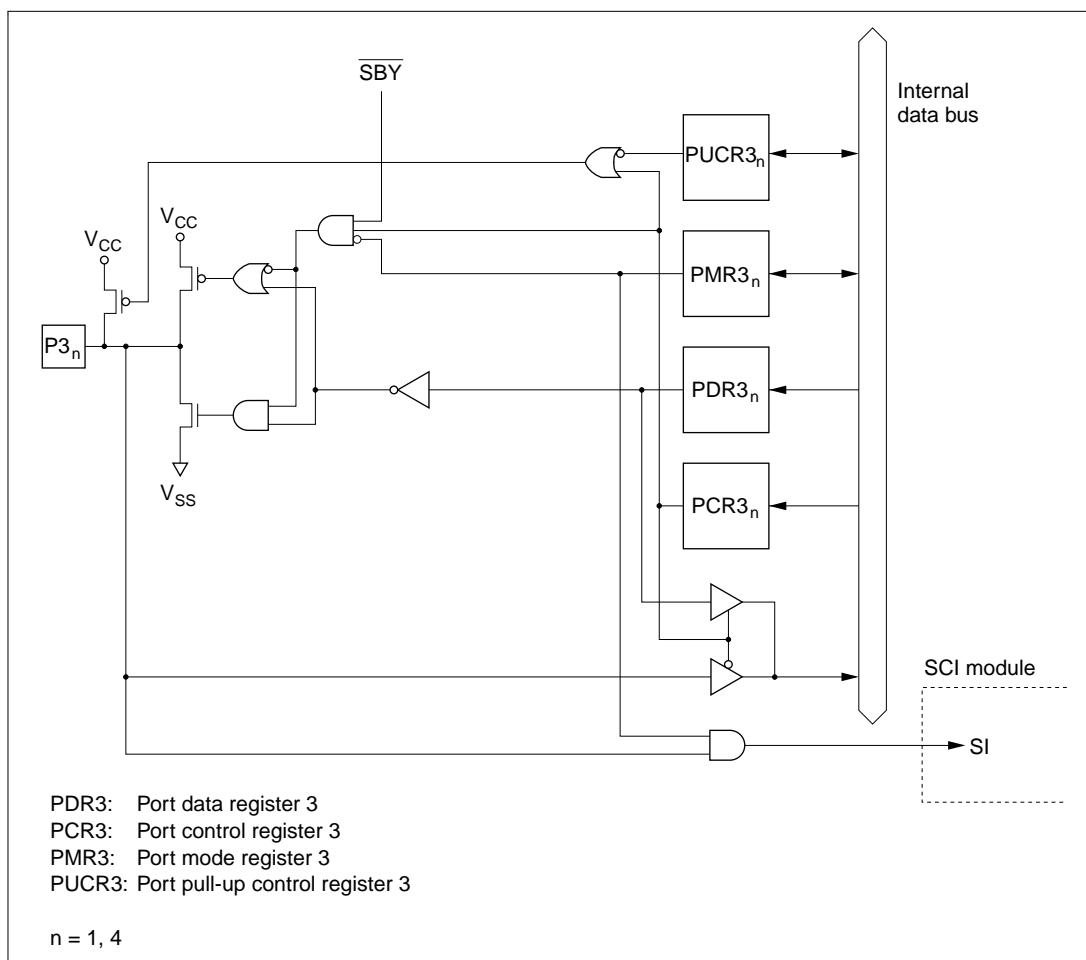 SBY
Internal
data bus
PUCR3n
VCC
VCC
PMR3n
P3n
PDR3n
VSS
PCR3n
SCI module
SI
PDR3: Port data register 3
PCR3: Port control register 3
PMR3: Port mode register 3
PUCR3: Port pull-up control register 3
n = 1, 4